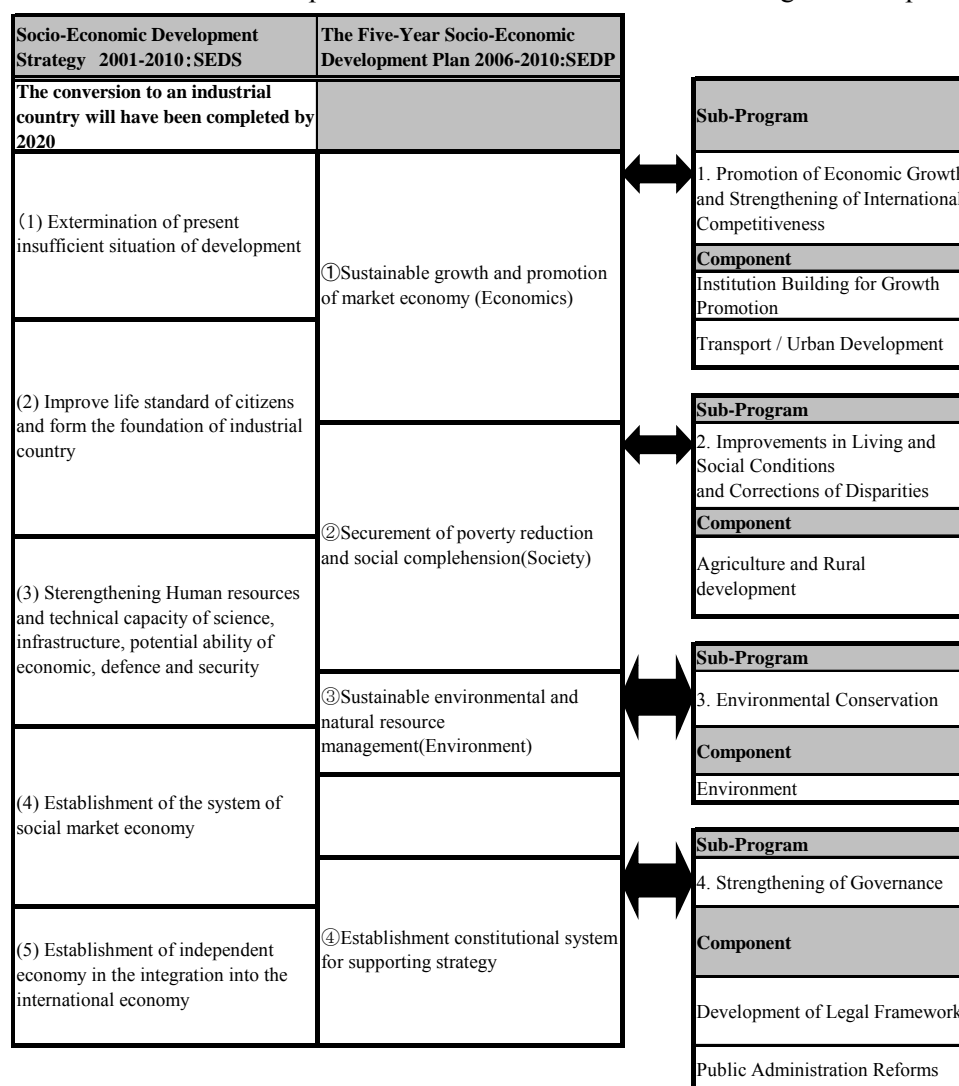 Socio-Economic Development
Strategy 2001-2010:SEDS
The Five-Year Socio-Economic
Development Plan 2006-2010:SEDP
The conversion to an industrial
country will have been completed by
2020
(1) Extermination of present
insufficient situation of development
(2) Improve life standard of citizens
and form the foundation of industrial
country
(3) Sterengthening Human resources
and technical capacity of science,
infrastructure, potential ability of
economic, defence and security
(4) Establishment of the system of
social market economy
(5) Establishment of independent
economy in the integration into the
international economy
①Sustainable growth and promotion
of market economy (Economics)
②Securement of poverty reduction
and social complehension(Society)
③Sustainable environmental and
natural resource
management(Environment)
④Establishment constitutional system
for supporting strategy
Sub-Program
1. Promotion of Economic Growth
and Strengthening of International
Competitiveness
Component
Institution Building for Growth
Promotion
Transport / Urban Development
Sub-Program
2. Improvements in Living and
Social Conditions
and Corrections of Disparities
Component
Agriculture and Rural
development
Sub-Program
3. Environmental Conservation
Component
Environment
Sub-Program
4. Strengthening of Governance
Component
Development of Legal Framework
Public Administration Reforms